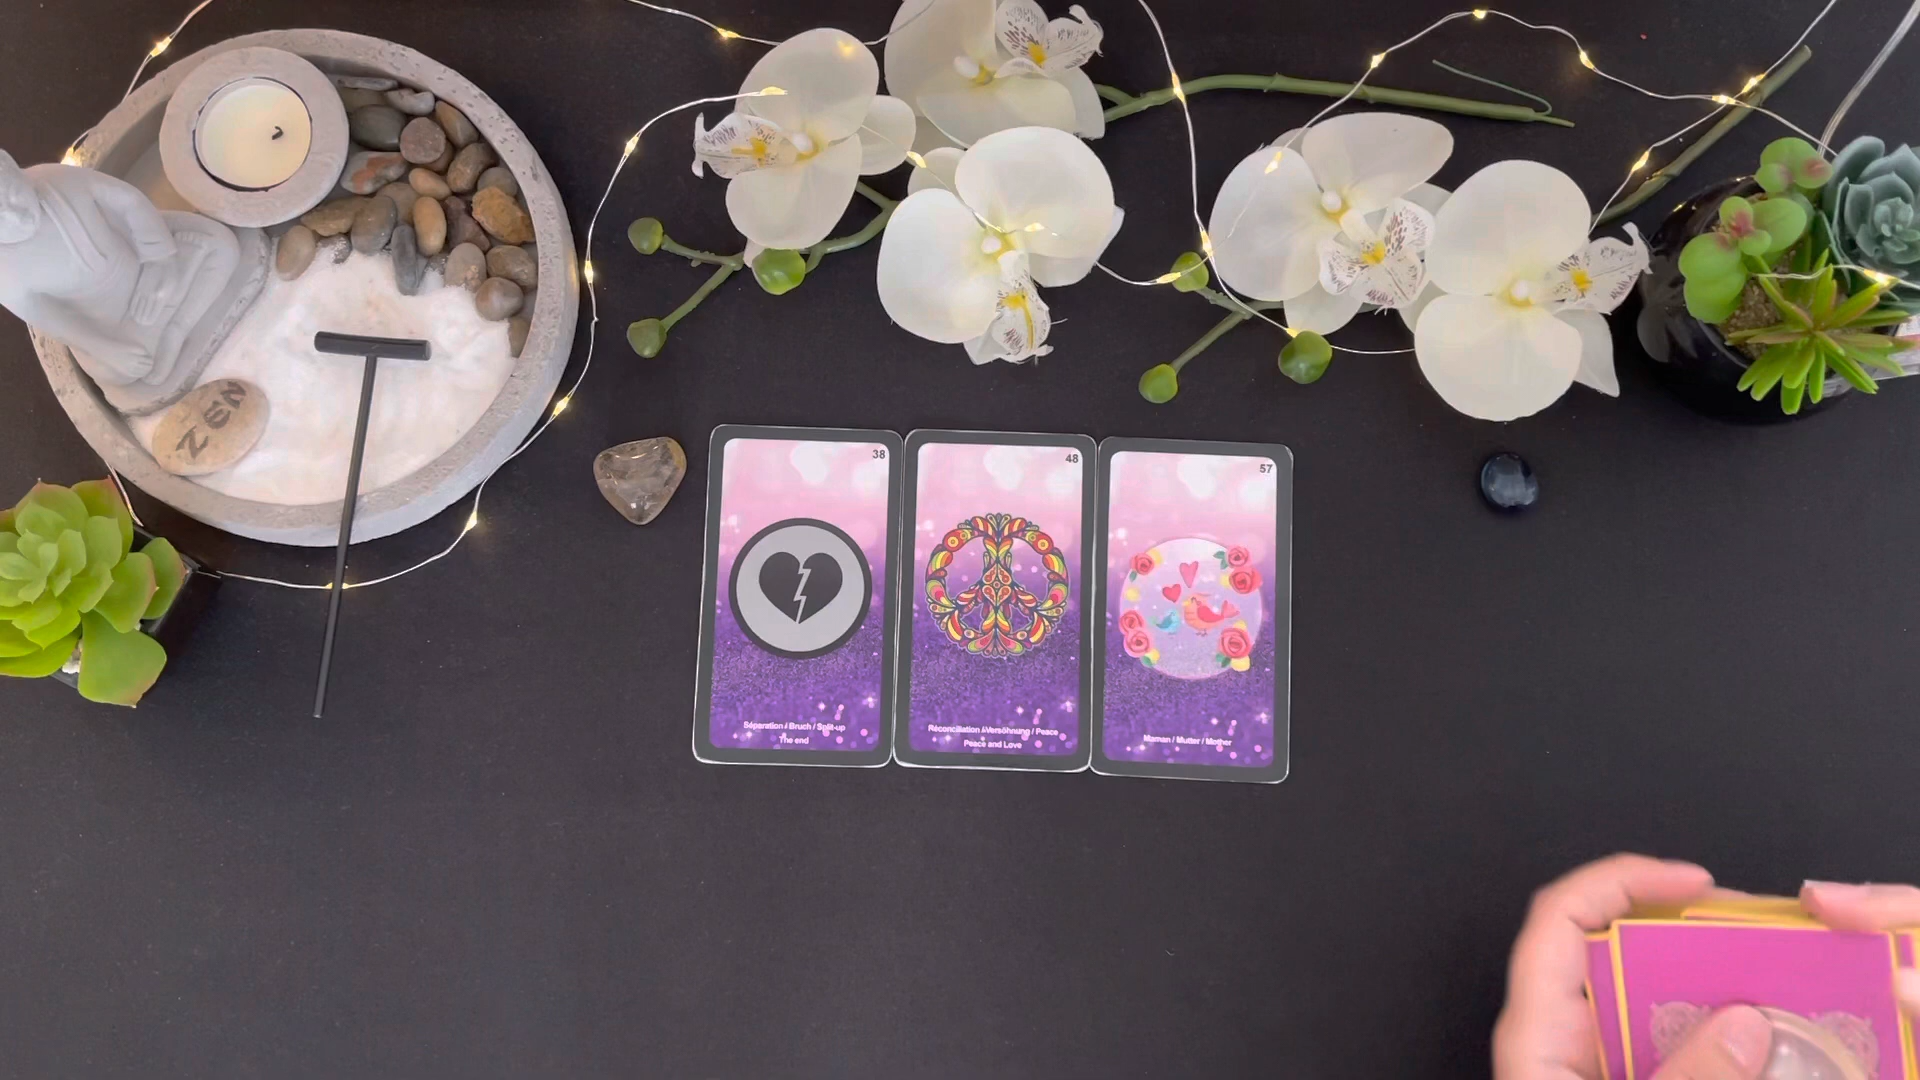 ZEN
38
Séparation / Bruch / Split-up
The end
48
Réconciliation / Versöhnung / Peace
Peace and Love
57
Maman / Mutter / Mother